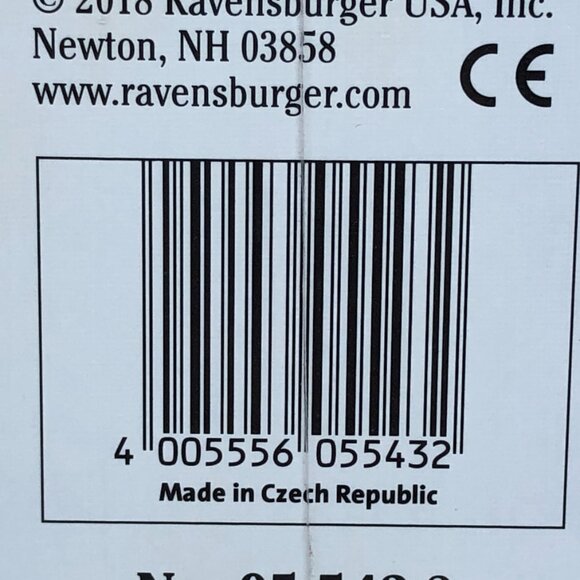 © 2018 Ravensburger USA, Inc.
Newton, NH 03858
www.ravensburger.com
CE
4 005556 055432
Made in Czech Republic